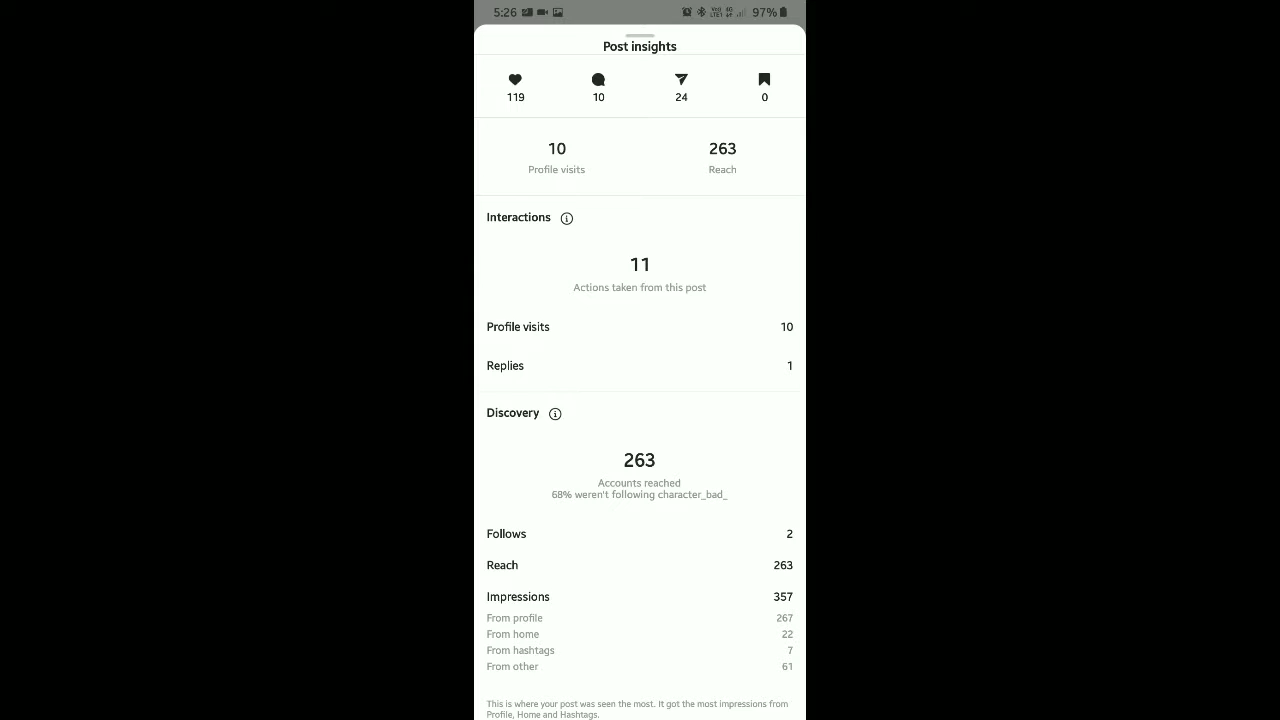 5:26 97%
Post insights
119 10 24 0
10 263
Profile visits Reach
Interactions
11
Actions taken from this post
Profile visits 10
Replies 1
Discovery
263
Accounts reached
68% weren't following character_bad_
Follows 2
Reach 263
Impressions 357
From profile 267
From home 22
From hashtags 7
From other 61
This is where your post was seen the most. It got the most impressions from
Profile, Home and Hashtags.